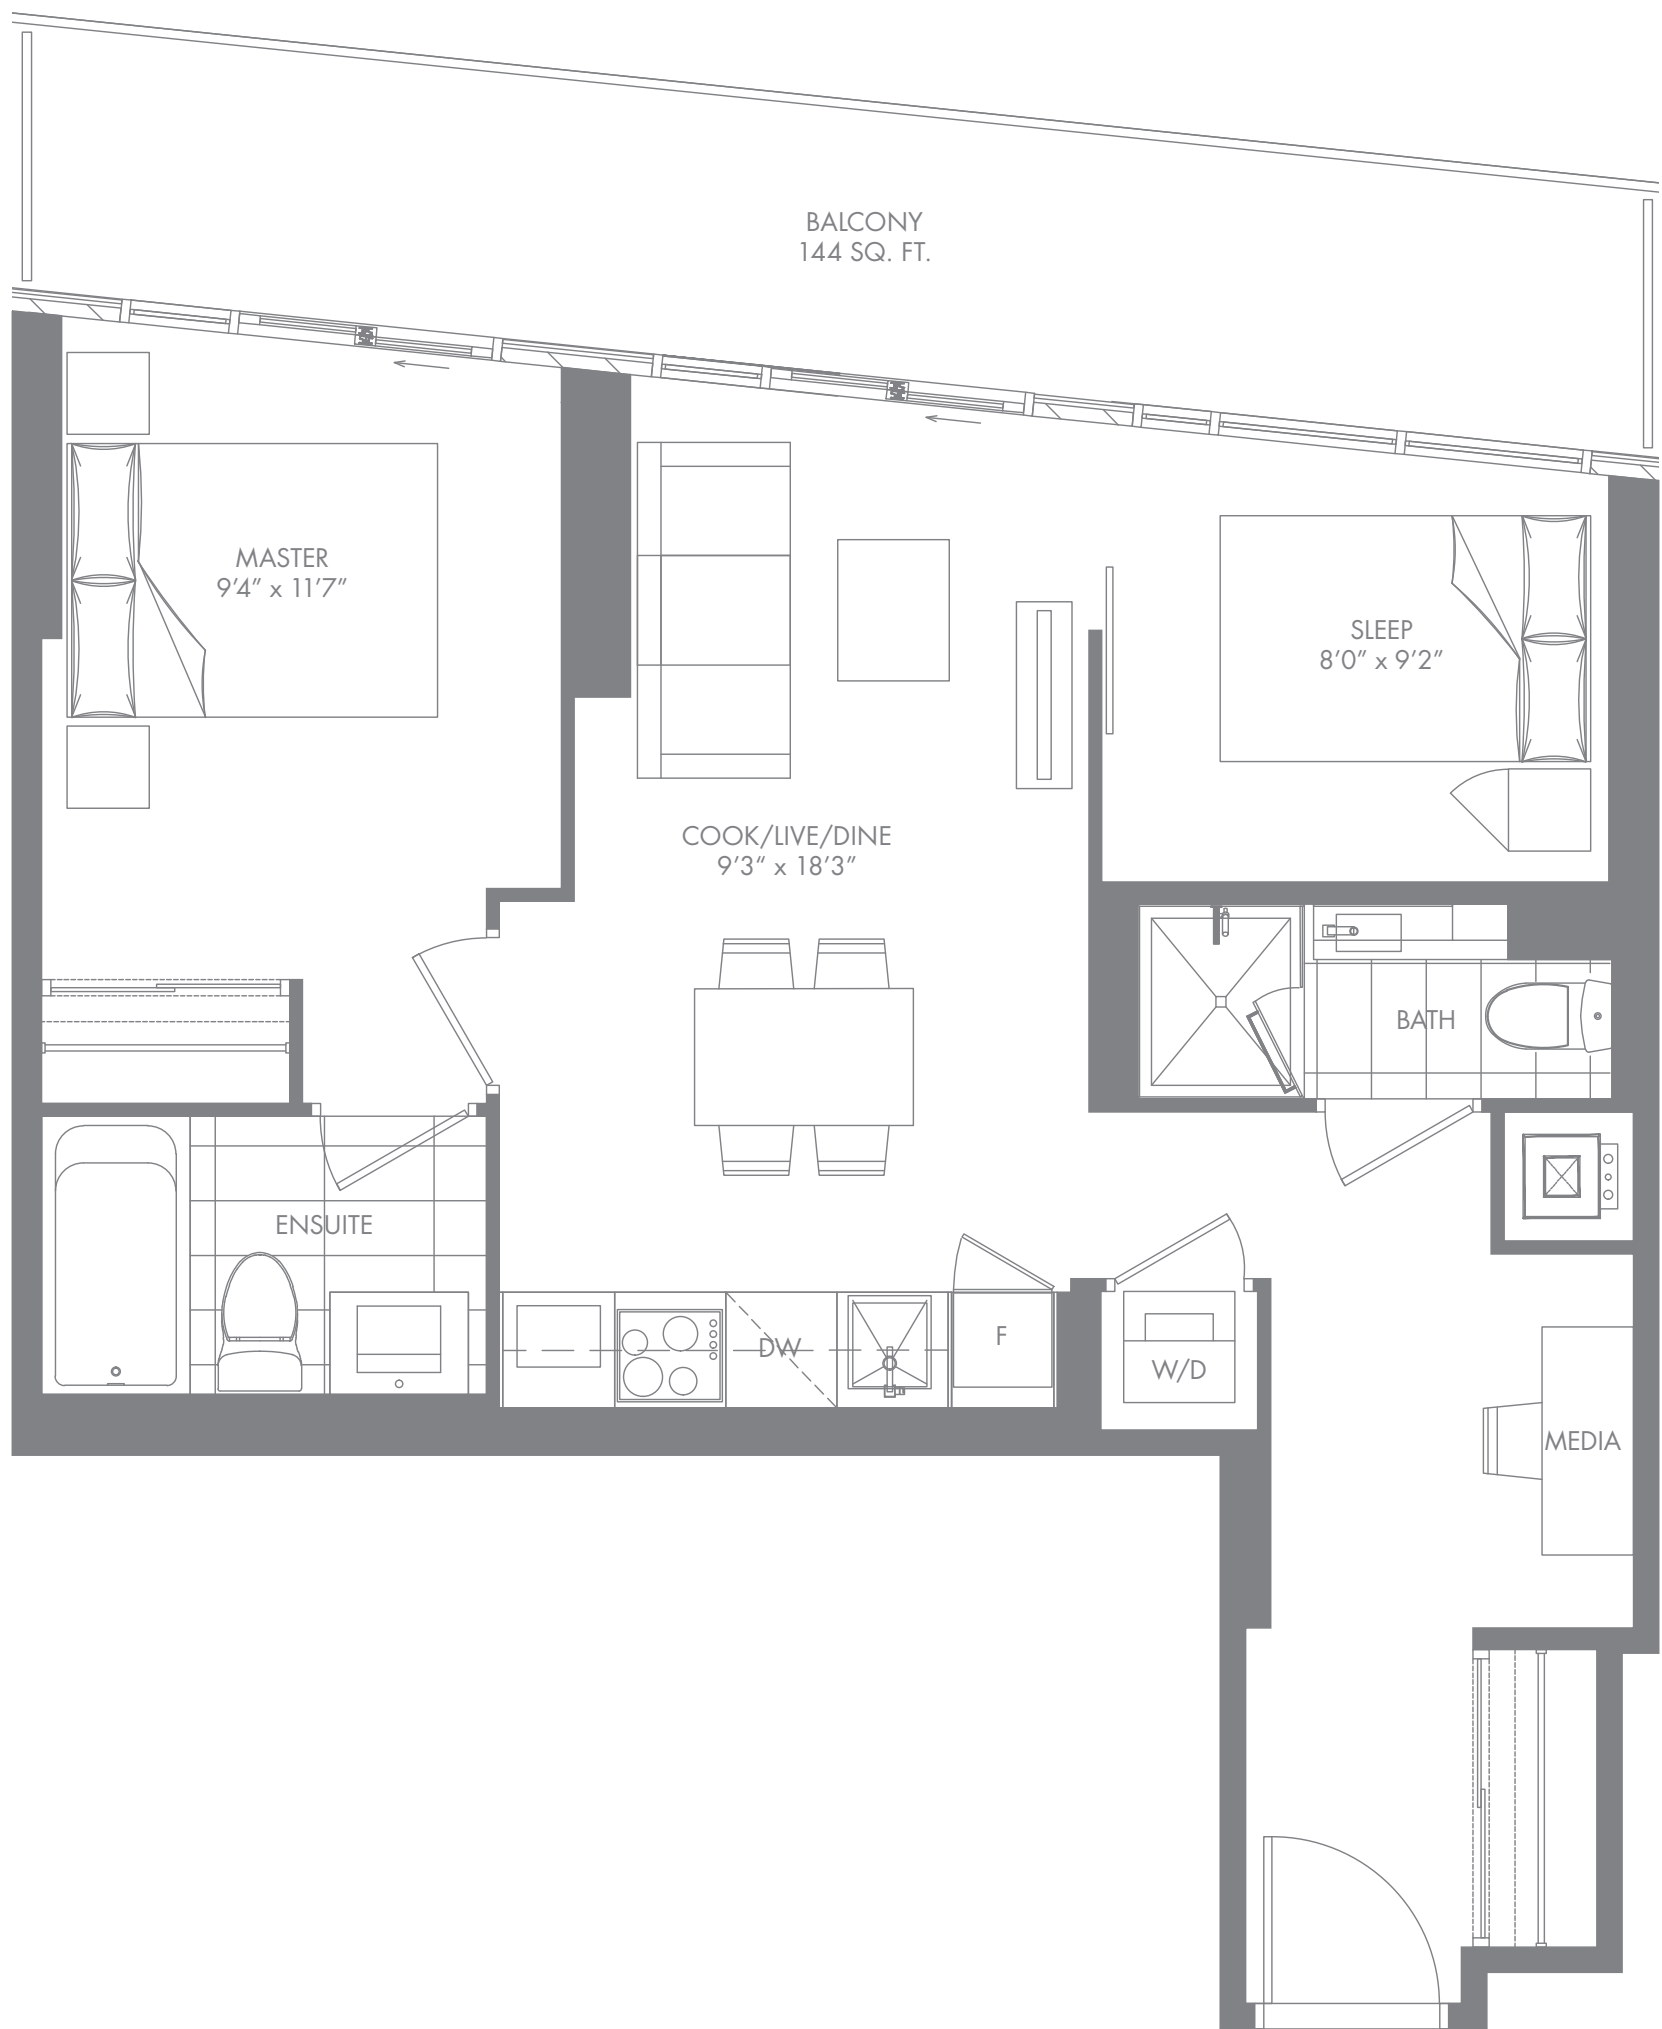 BALCONY
144 SQ. FT.
MASTER
9’4” x 11’7”
SLEEP
8’0” x 9’2”
COOK/LIVE/DINE
9’3“ x 18’3”
BATH
ENSUITE
DW
F
W/D
MEDIA